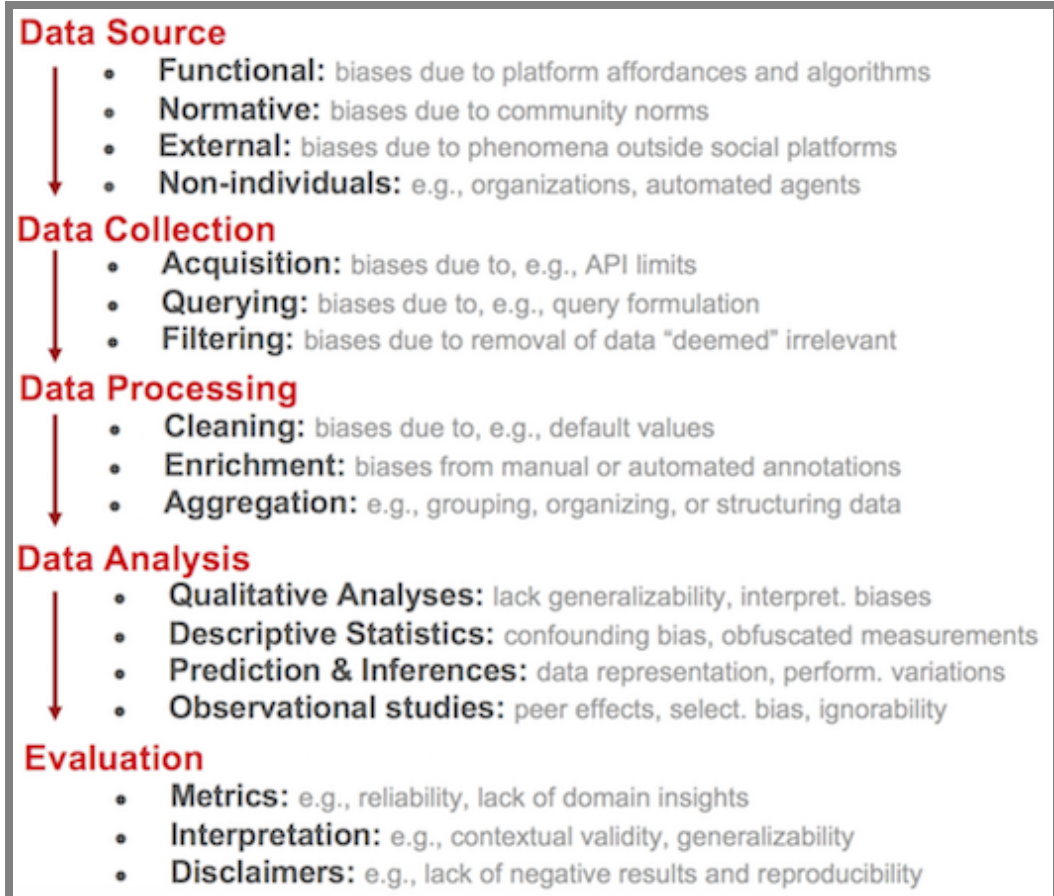 Data Source
• Functional: biases due to platform affordances and algorithms
• Normative: biases due to community norms
• External: biases due to phenomena outside social platforms
• Non-individuals: e.g., organizations, automated agents
Data Collection
• Acquisition: biases due to, e.g., API limits
• Querying: biases due to, e.g., query formulation
• Filtering: biases due to removal of data “deemed” irrelevant
Data Processing
• Cleaning: biases due to, e.g., default values
• Enrichment: biases from manual or automated annotations
• Aggregation: e.g., grouping, organizing, or structuring data
Data Analysis
• Qualitative Analyses: lack generalizability, interpret. biases
• Descriptive Statistics: confounding bias, obfuscated measurements
• Prediction & Inferences: data representation, perform. variations
• Observational studies: peer effects, select. bias, ignorability
Evaluation
• Metrics: e.g., reliability, lack of domain insights
• Interpretation: e.g., contextual validity, generalizability
• Disclaimers: e.g., lack of negative results and reproducibility